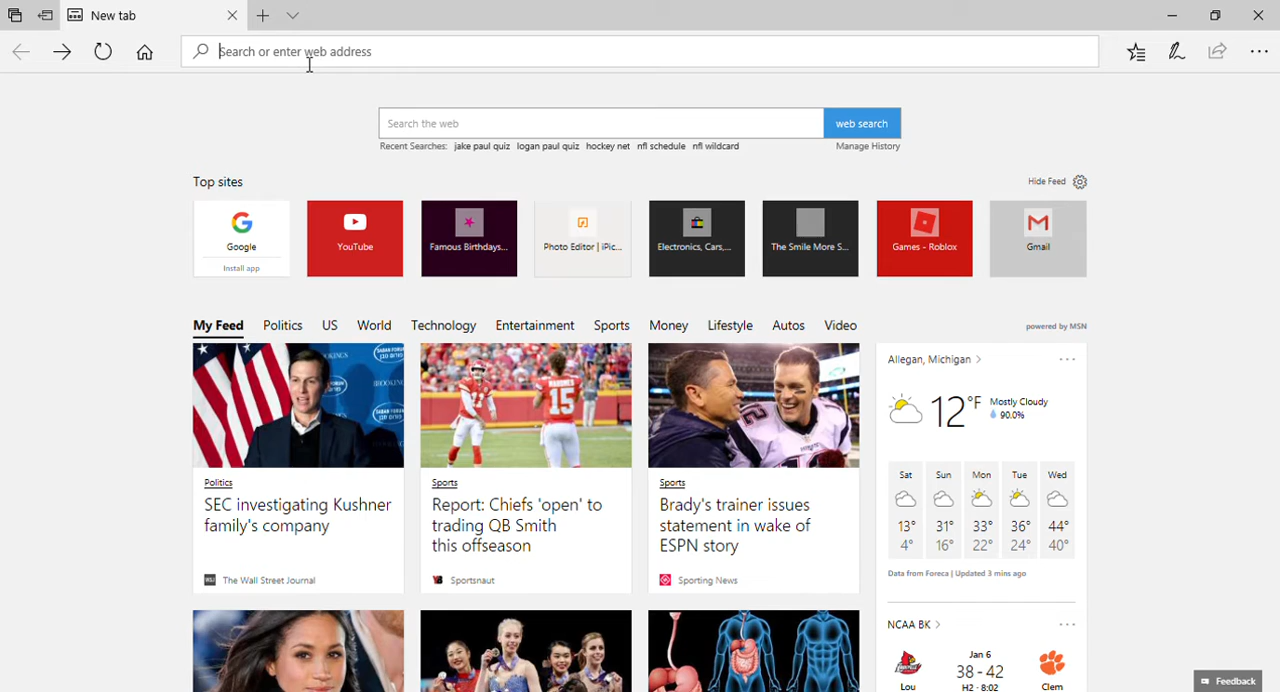 New tab
Search or enter web address
Search the web
web search
Recent Searches: jake paul quiz logan paul quiz hockey net nfl schedule nfl wildcard
Manage History
Top sites
Hide Feed
Google
Install app
YouTube
Famous Birthdays...
Photo Editor | iPic...
Electronics, Cars,...
The Smile More S...
Games - Roblox
Gmail
My Feed Politics US World Technology Entertainment Sports Money Lifestyle Autos Video
powered by MSN
Politics
SEC investigating Kushner
family's company
The Wall Street Journal
Sports
Report: Chiefs 'open' to
trading QB Smith
this offseason
Sportsnaut
Sports
Brady's trainer issues
statement in wake of
ESPN story
Sporting News
Allegan, Michigan >
12°F
Mostly Cloudy
90.0%
Sat Sun Mon Tue Wed
13° 31° 33° 36° 44°
4° 16° 22° 24° 40°
Data from Foreca | Updated 3 mins ago
NCAA BK >
Jan 6
38 - 42
H2 - 8:02
Lou
Clem
Feedback